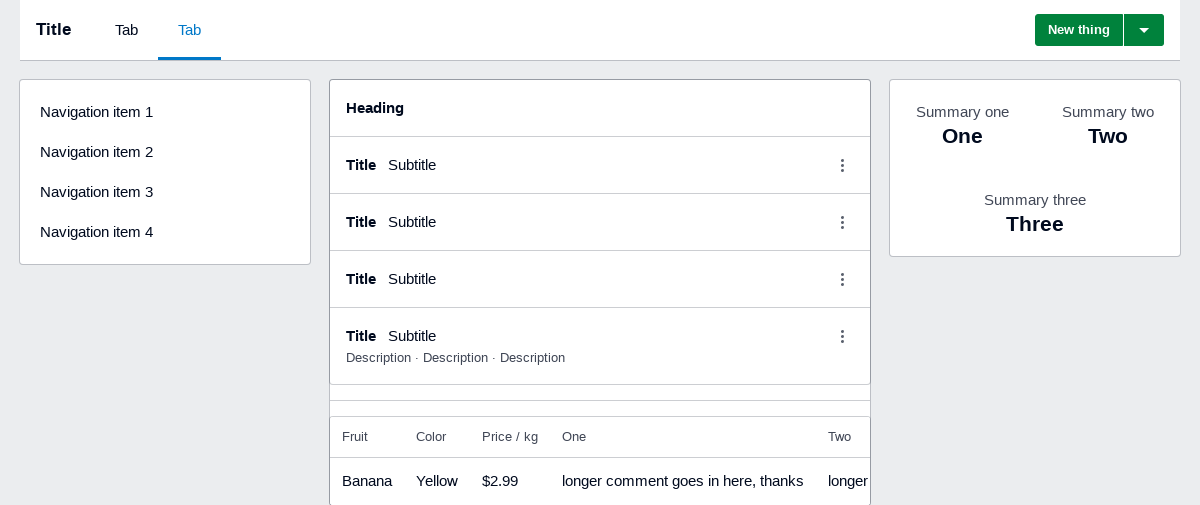 Title Tab Tab New thing
Navigation item 1
Navigation item 2
Navigation item 3
Navigation item 4
Heading
Title Subtitle
Title Subtitle
Title Subtitle
Title Subtitle
Description · Description · Description
Fruit Color Price / kg One Two
Banana Yellow $2.99 longer comment goes in here, thanks longer
Summary one Summary two
One Two
Summary three
Three